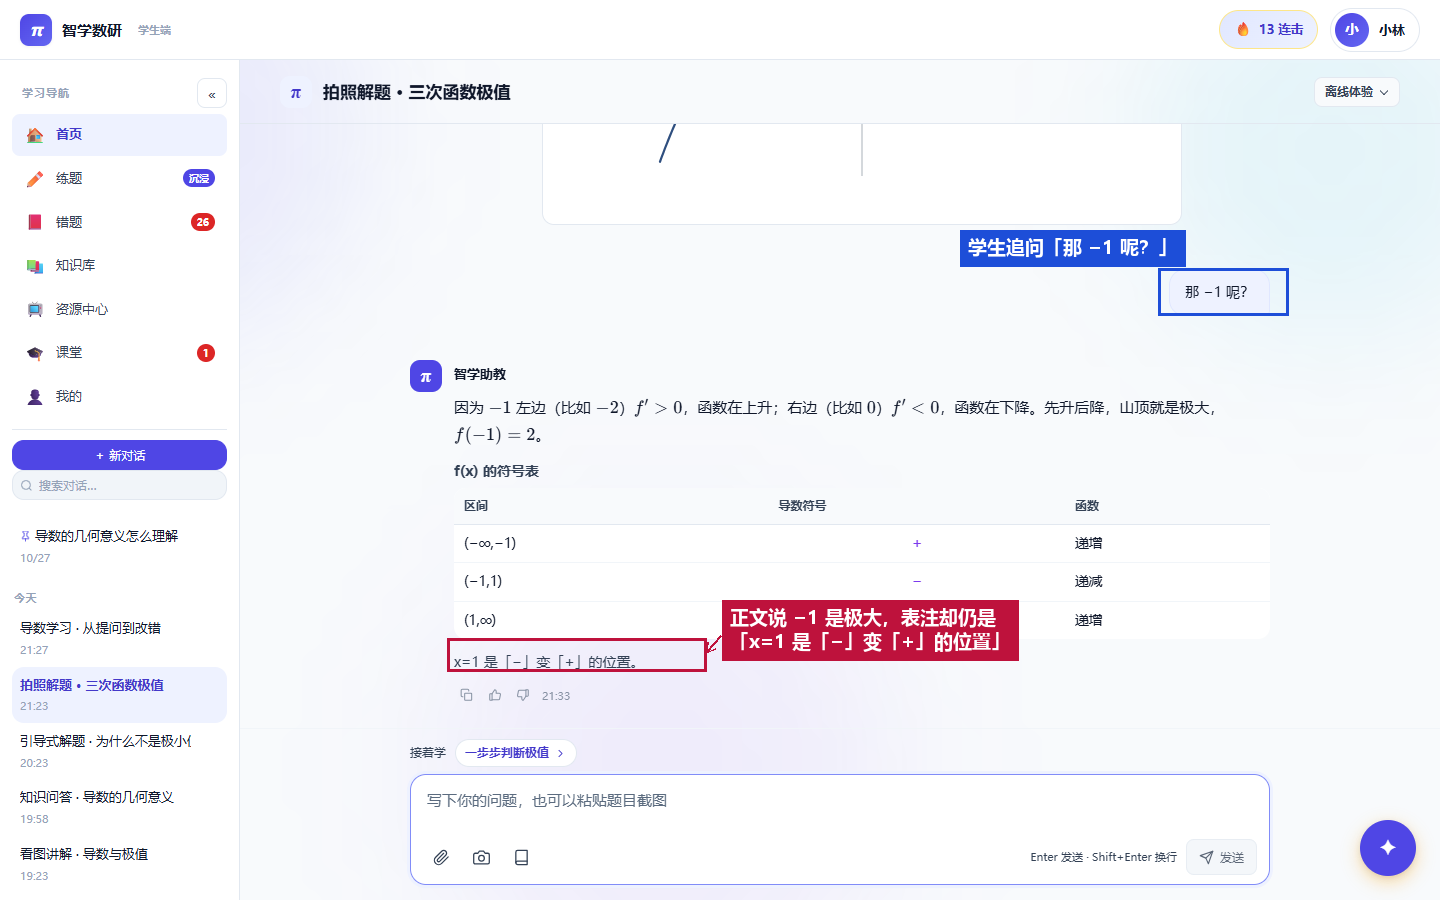 π 智学数研 学生端
13 连击
小 小林
学习导航
«
首页
练题 沉浸
错题 26
知识库
资源中心
课堂 1
我的
+ 新对话
搜索对话...
导数的几何意义怎么理解
10/27
今天
导数学习 · 从提问到改错
21:27
拍照解题 • 三次函数极值
21:23
引导式解题 · 为什么不是极小
20:23
知识问答 · 导数的几何意义
19:58
看图讲解 · 导数与极值
19:23
π 拍照解题 • 三次函数极值
离线体验
学生追问「那 −1 呢？」
那 −1 呢？
π 智学助教
因为 −1 左边（比如 −2）f′ > 0，函数在上升；右边（比如 0）f′ < 0，函数在下降。先升后降，山顶就是极大，
f(−1) = 2。
f(x) 的符号表
区间 导数符号 函数
(−∞,−1) + 递增
(−1,1) − 递减
(1,∞) 递增
正文说 −1 是极大，表注却仍是
「x=1 是「−」变「+」的位置」
x=1 是「−」变「+」的位置。
21:33
接着学 一步步判断极值 ›
写下你的问题，也可以粘贴题目截图
Enter 发送 · Shift+Enter 换行 发送